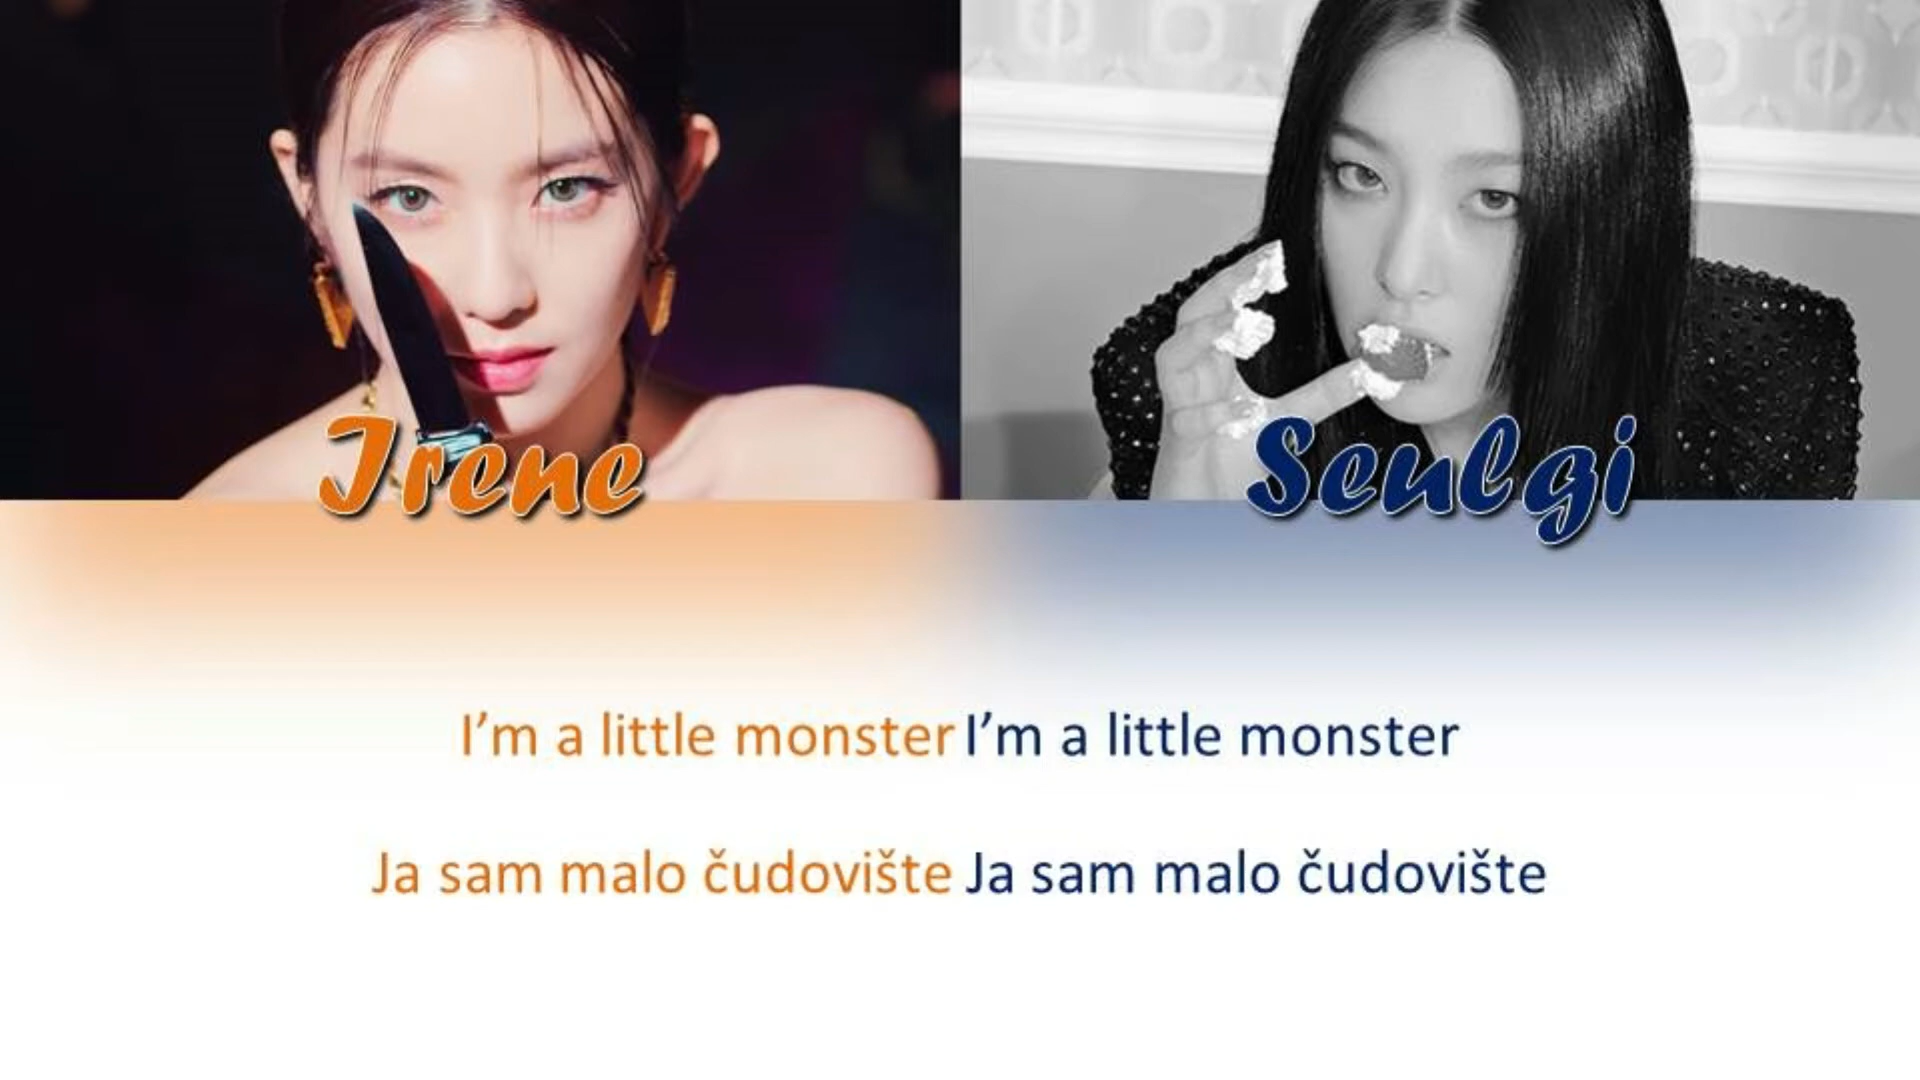 Irene Seulgi
I'm a little monster I'm a little monster
Ja sam malo čudovište Ja sam malo čudovište